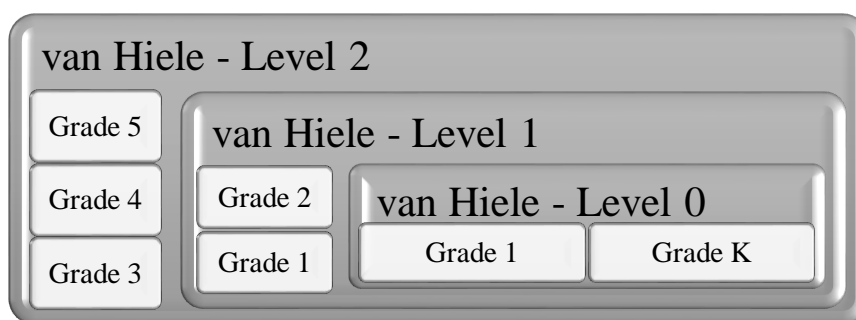 van Hiele - Level 2
Grade 5
Grade 4
Grade 3
van Hiele - Level 1
Grade 2
Grade 1
van Hiele - Level 0
Grade 1
Grade K